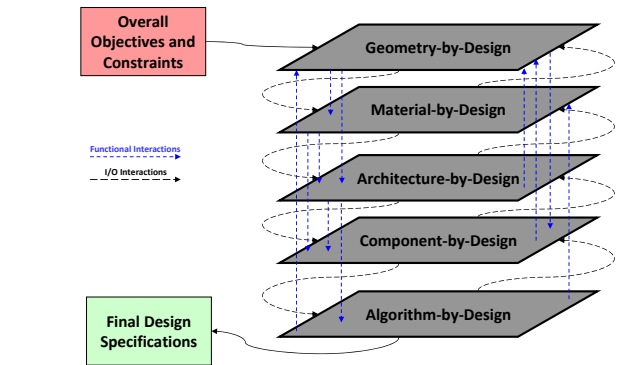 Overall
Objectives and
Constraints
Geometry-by-Design
Material-by-Design
Functional Interactions
I/O Interactions
Architecture-by-Design
Component-by-Design
Final Design
Specifications
Algorithm-by-Design